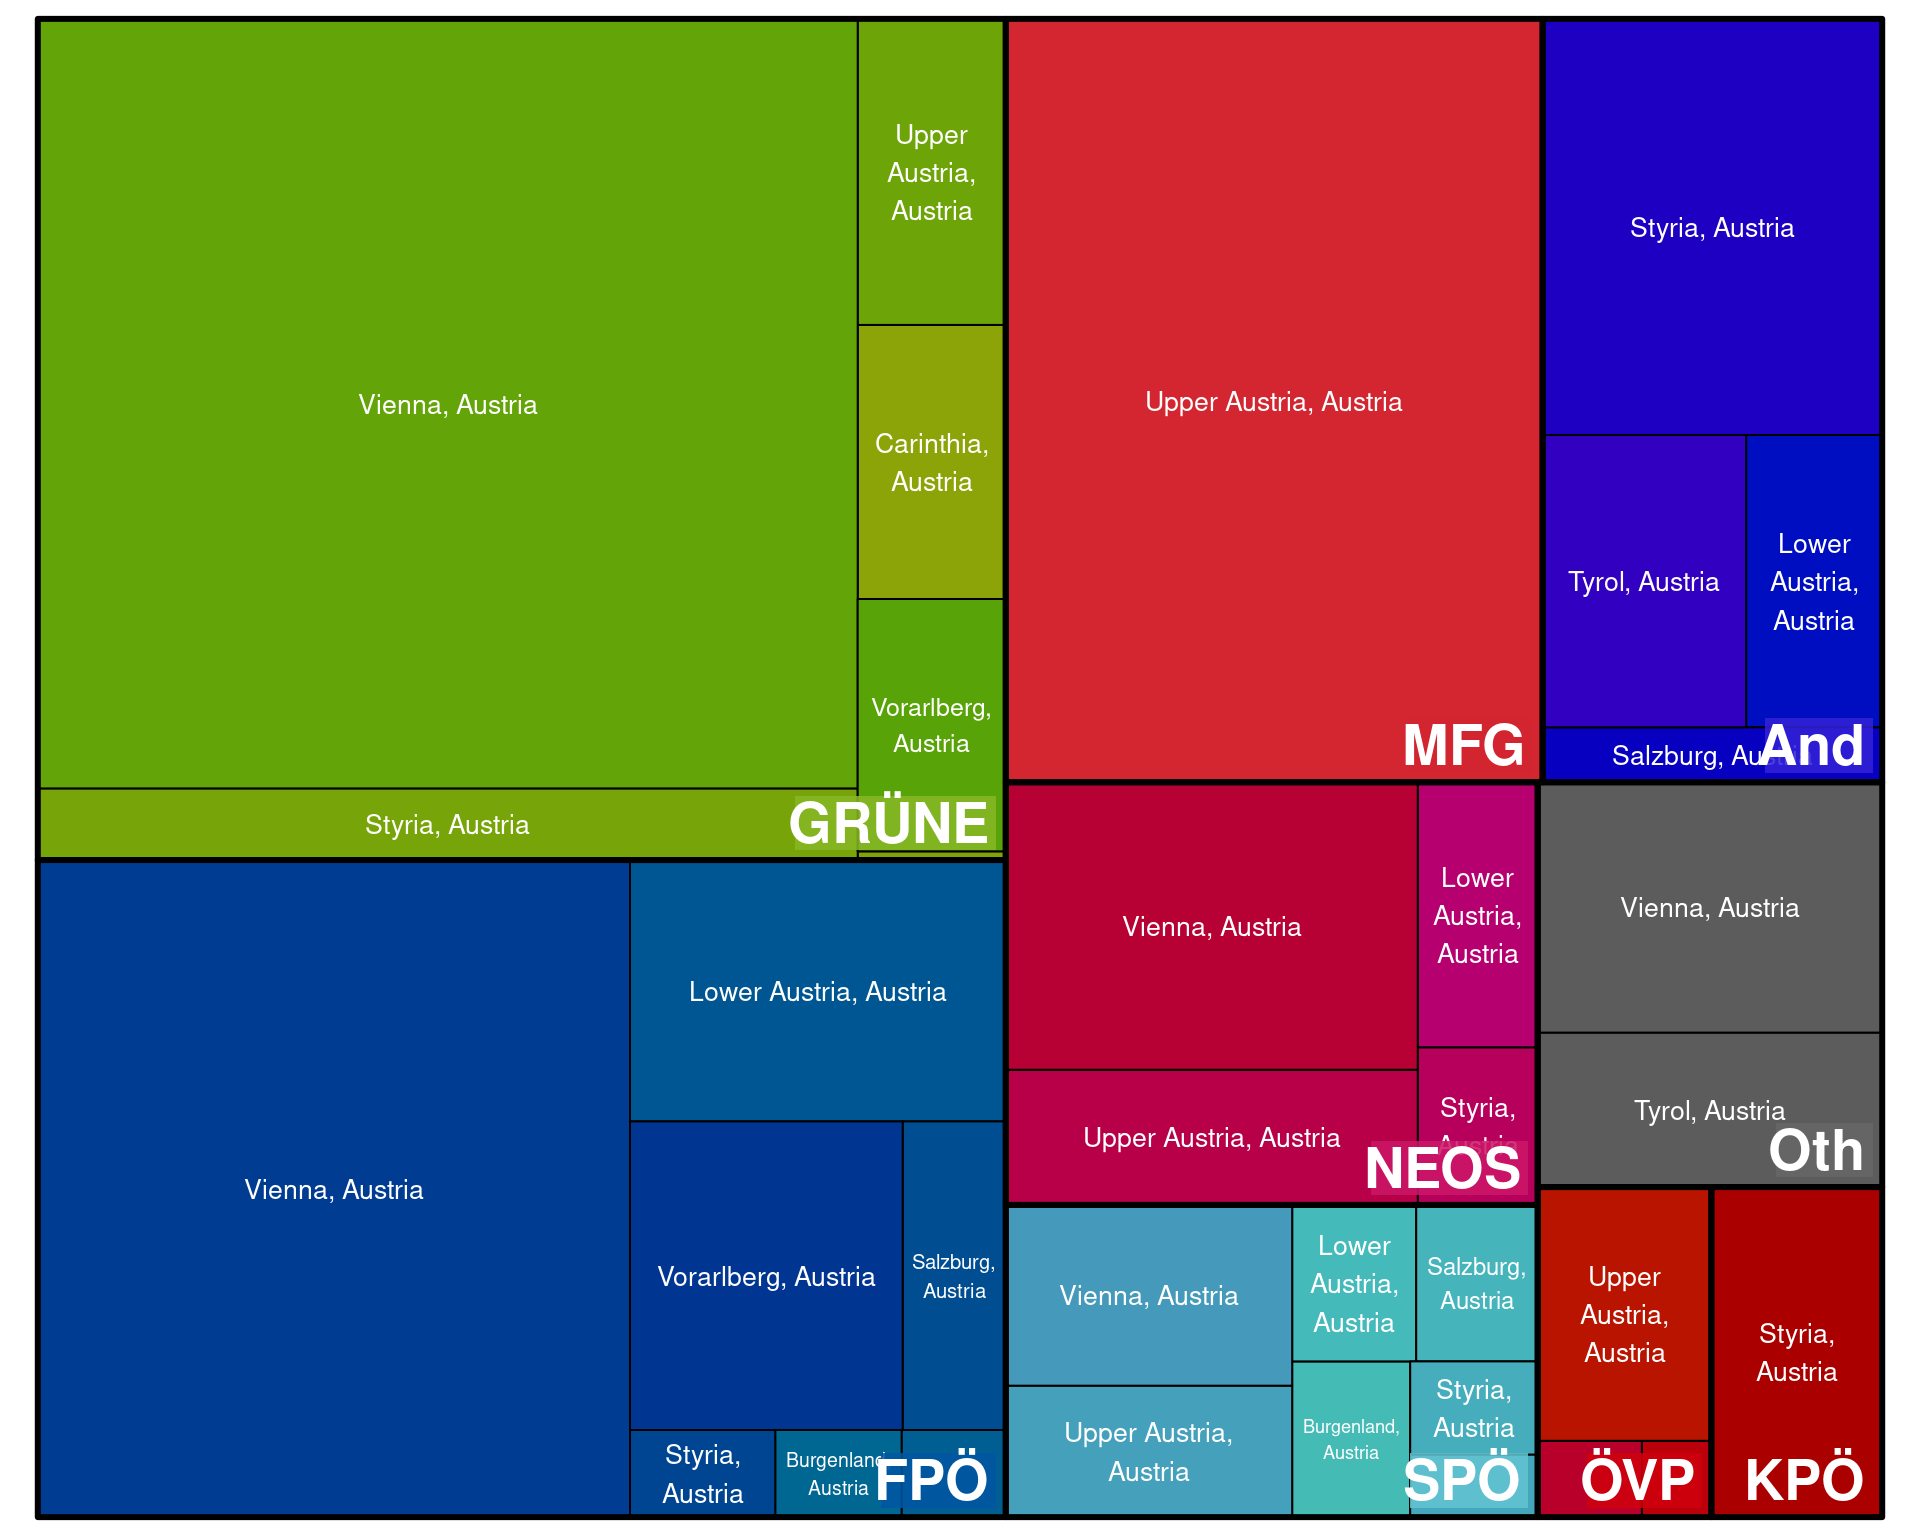 Vienna, Austria
Upper
Austria,
Austria
Carinthia,
Austria
Vorarlberg,
Austria
Styria, Austria
GRÜNE
Upper Austria, Austria
MFG
Styria, Austria
Tyrol, Austria
Lower
Austria,
Austria
Salzburg, Austria
And
Vienna, Austria
Lower Austria, Austria
Vorarlberg, Austria
Salzburg,
Austria
Styria,
Austria
Burgenland,
Austria
FPÖ
Vienna, Austria
Lower
Austria,
Austria
Upper Austria, Austria
Styria,
Austria
NEOS
Vienna, Austria
Tyrol, Austria
Oth
Vienna, Austria
Lower
Austria,
Austria
Salzburg,
Austria
Upper Austria,
Austria
Burgenland,
Austria
Styria,
Austria
SPÖ
Upper
Austria,
Austria
ÖVP
Styria,
Austria
KPÖ